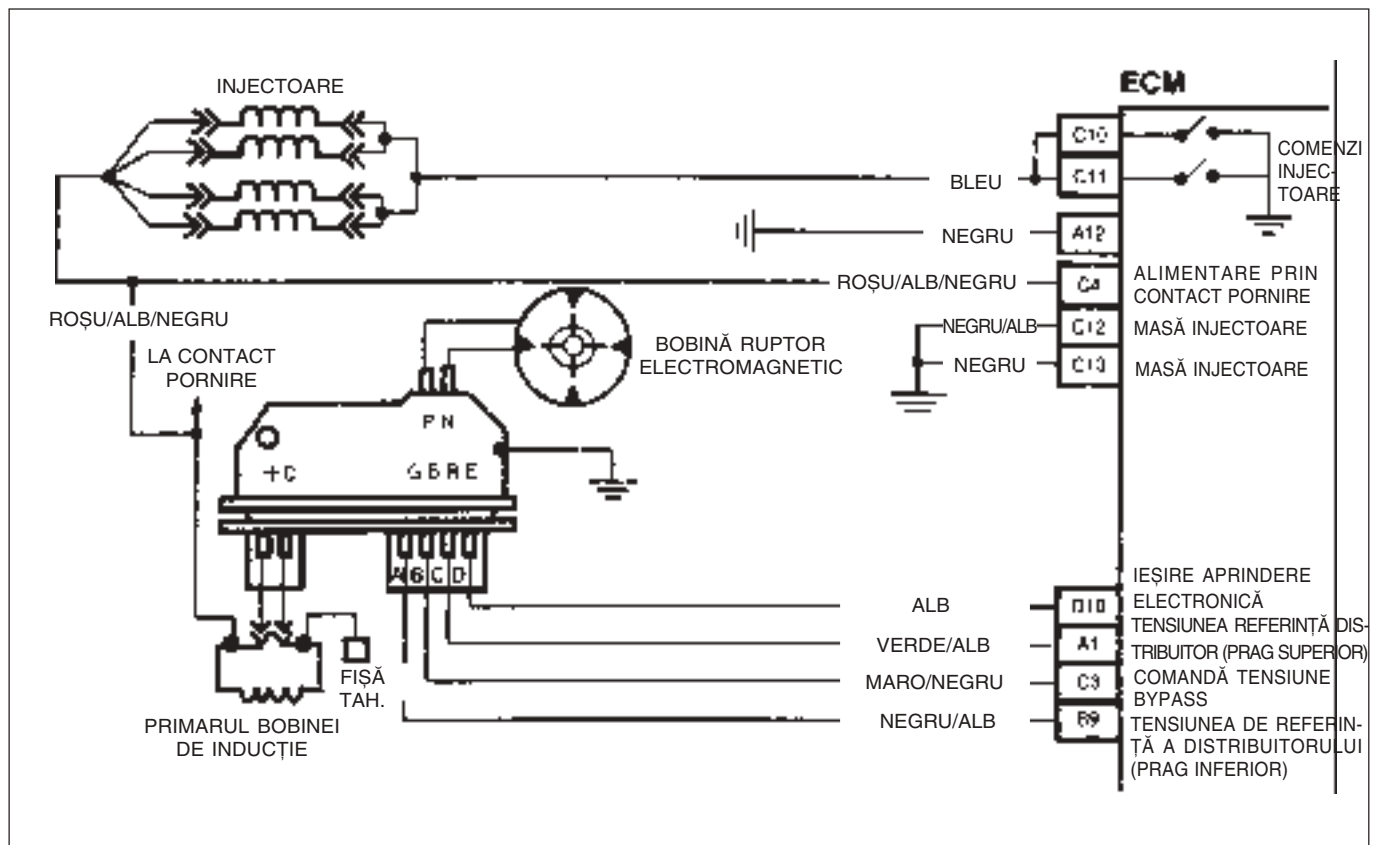 ECM
INJECTOARE
C10
COMENZI
INJEC-
TOARE
BLEU
C11
NEGRU
A12
ROȘU/ALB/NEGRU
C4
ALIMENTARE PRIN
CONTACT PORNIRE
ROȘU/ALB/NEGRU
NEGRU/ALB
C12
MASĂ INJECTOARE
NEGRU
C13
MASĂ INJECTOARE
LA CONTACT
PORNIRE
BOBINĂ RUPTOR
ELECTROMAGNETIC
P N
+C
G B R E
A B C D
ALB
D10
IEȘIRE APRINDERE
ELECTRONICĂ
VERDE/ALB
A1
TENSIUNEA REFERINȚĂ DIS-
TRIBUITOR (PRAG SUPERIOR)
MARO/NEGRU
C3
COMANDĂ TENSIUNE
BYPASS
NEGRU/ALB
B9
TENSIUNEA DE REFERIN-
ȚĂ A DISTRIBUITORULUI
(PRAG INFERIOR)
FIȘĂ
TAH.
PRIMARUL BOBINEI
DE INDUCȚIE